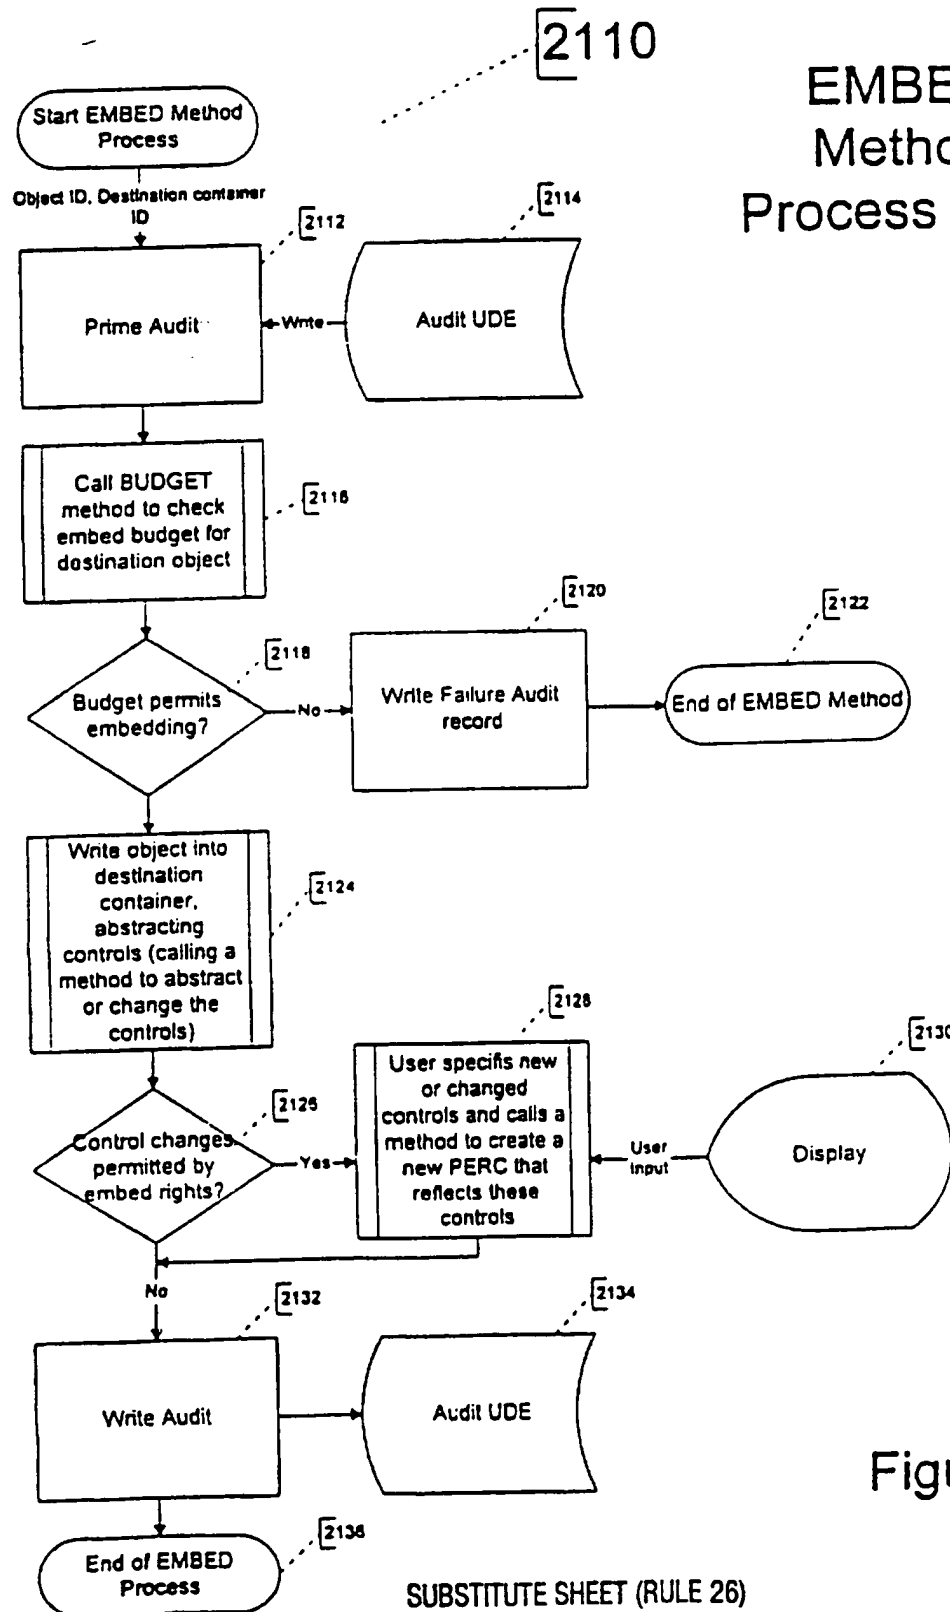 2110
EMBE
Metho
Process
Start EMBED Method
Process
Object ID, Destination container
ID
2112
2114
Prime Audit
Write
Audit UDE
Call BUDGET
method to check
embed budget for
destination object
2116
2118
Budget permits
embedding?
No
2120
Write Failure Audit
record
2122
End of EMBED Method
Write object into
destination
container,
abstracting
controls (calling a
method to abstract
or change the
controls)
2124
2126
Control changes
permitted by
embed rights?
Yes
2128
User specifis new
or changed
controls and calls a
method to create a
new PERC that
reflects these
controls
User
Input
2130
Display
No
2132
2134
Write Audit
Audit UDE
Figu
2136
End of EMBED
Process
SUBSTITUTE SHEET (RULE 26)